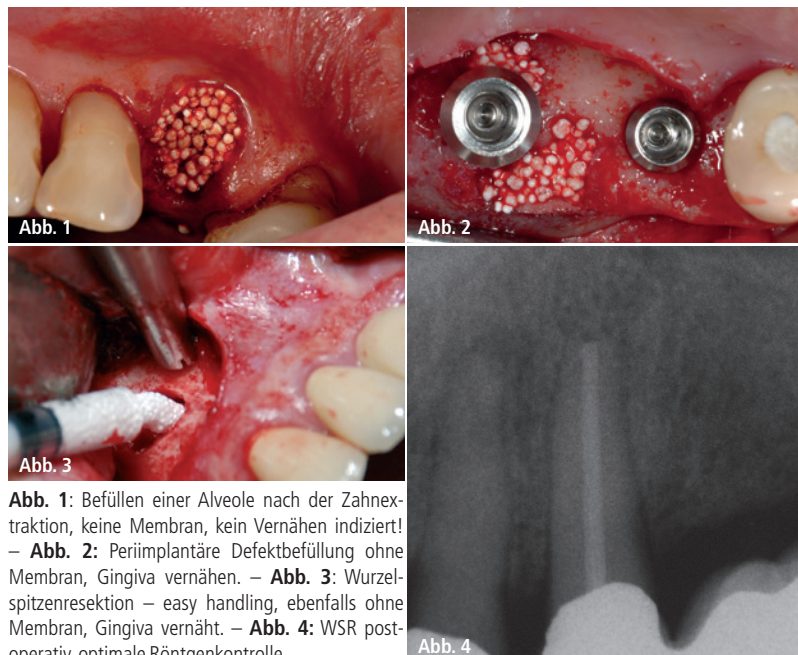 Abb. 1
Abb. 2
Abb. 3
Abb. 4
Abb. 1: Befüllen einer Alveole nach der Zahnex-
traktion, keine Membran, kein Vernähen indiziert!
– Abb. 2: Periimplantäre Defektbefüllung ohne
Membran, Gingiva vernähen. – Abb. 3: Wurzel-
spitzenresektion – easy handling, ebenfalls ohne
Membran, Gingiva vernäht. – Abb. 4: WSR post-
operativ, optimale Röntgenkontrolle